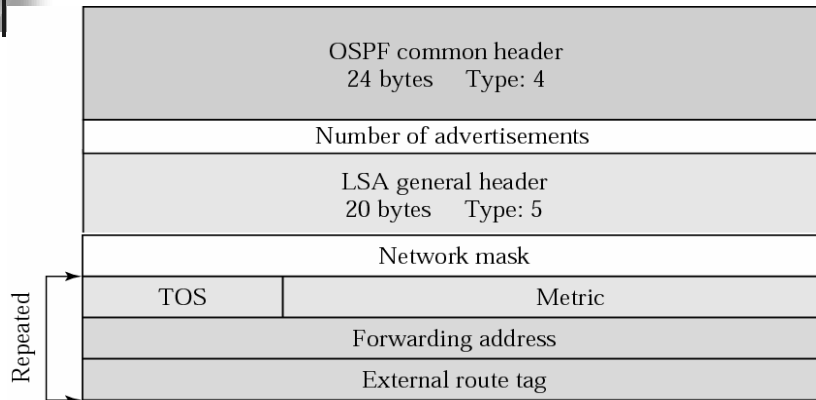 OSPF common header
24 bytes Type: 4
Number of advertisements
LSA general header
20 bytes Type: 5
Network mask
Repeated
TOS Metric
Forwarding address
External route tag